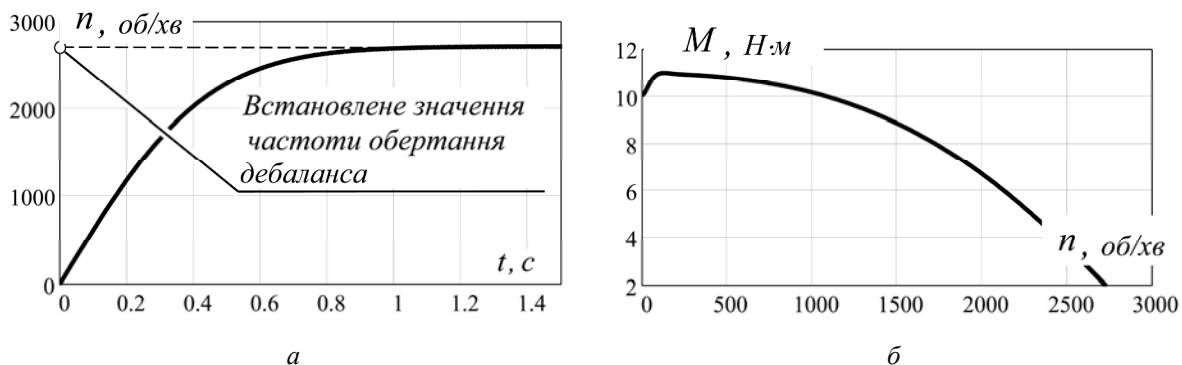 3000
n, об/хв
2000
1000
0
Встановлене значення
частоти обертання
дебаланса
t, c
0 0.2 0.4 0.6 0.8 1 1.2 1.4
а
12
М, Н·м
10
8
6
4
2
n, об/хв
0 500 1000 1500 2000 2500 3000
б